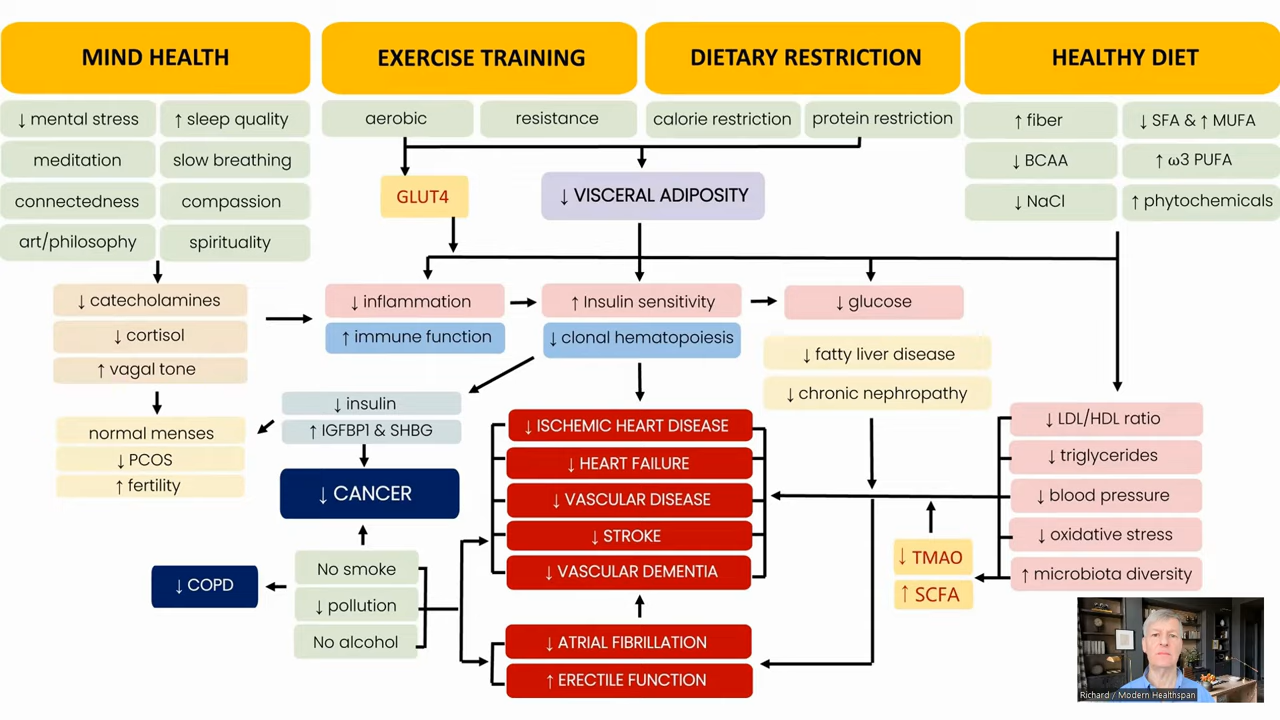 MIND HEALTH
EXERCISE TRAINING
DIETARY RESTRICTION
HEALTHY DIET
↓ mental stress
↑ sleep quality
meditation
slow breathing
connectedness
compassion
art/philosophy
spirituality
aerobic
resistance
calorie restriction
protein restriction
↑ fiber
↓ SFA & ↑ MUFA
↓ BCAA
↑ ω3 PUFA
↓ NaCl
↑ phytochemicals
GLUT4
↓ VISCERAL ADIPOSITY
↓ catecholamines
↓ cortisol
↑ vagal tone
↓ inflammation
↑ immune function
↑ Insulin sensitivity
↓ clonal hematopoiesis
↓ glucose
↓ fatty liver disease
↓ chronic nephropathy
normal menses
↓ PCOS
↑ fertility
↓ insulin
↑ IGFBP1 & SHBG
↓ CANCER
↓ ISCHEMIC HEART DISEASE
↓ HEART FAILURE
↓ VASCULAR DISEASE
↓ STROKE
↓ VASCULAR DEMENTIA
↓ LDL/HDL ratio
↓ triglycerides
↓ blood pressure
↓ oxidative stress
↑ microbiota diversity
↓ TMAO
↑ SCFA
↓ COPD
No smoke
↓ pollution
No alcohol
↓ ATRIAL FIBRILLATION
↑ ERECTILE FUNCTION
Richard / Modern Healthspan